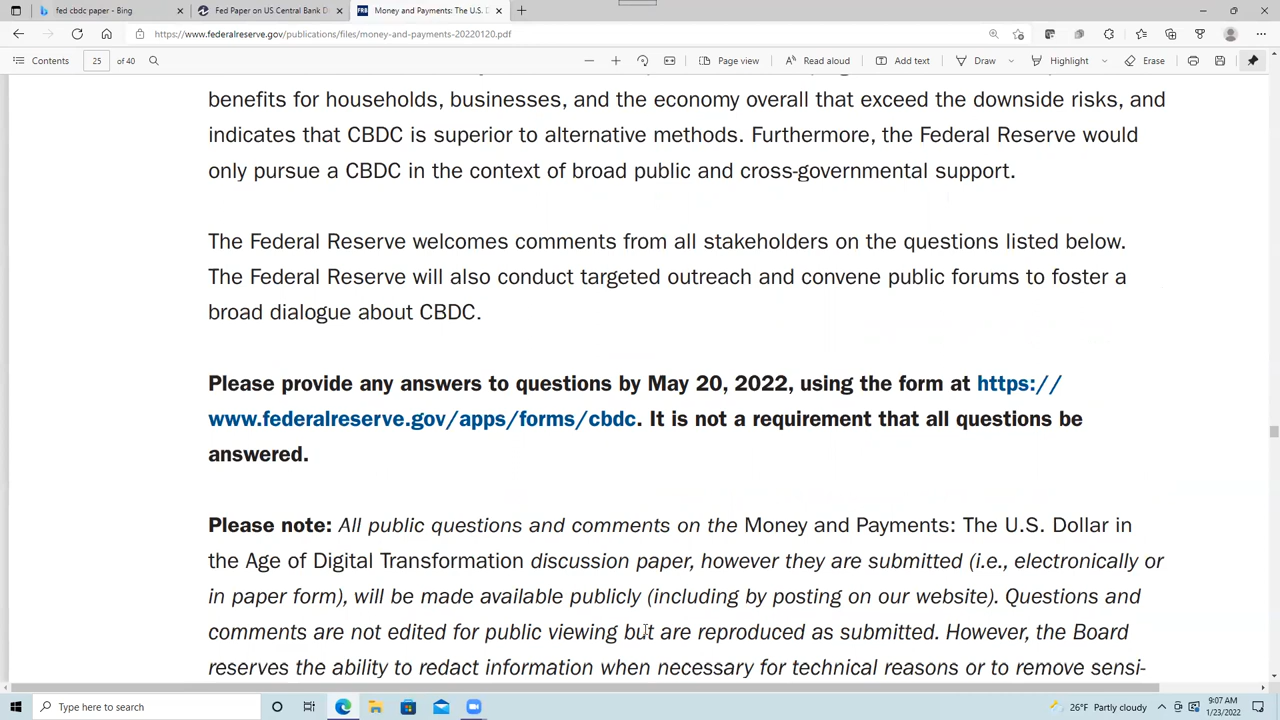 fed cbdc paper - Bing
Fed Paper on US Central Bank D
FRB Money and Payments: The U.S. D
https://www.federalreserve.gov/publications/files/money-and-payments-20220120.pdf
Contents 25 of 40 Page view Read aloud Add text Draw Highlight Erase
benefits for households, businesses, and the economy overall that exceed the downside risks, and
indicates that CBDC is superior to alternative methods. Furthermore, the Federal Reserve would
only pursue a CBDC in the context of broad public and cross-governmental support.
The Federal Reserve welcomes comments from all stakeholders on the questions listed below.
The Federal Reserve will also conduct targeted outreach and convene public forums to foster a
broad dialogue about CBDC.
Please provide any answers to questions by May 20, 2022, using the form at https://
www.federalreserve.gov/apps/forms/cbdc. It is not a requirement that all questions be
answered.
Please note: All public questions and comments on the Money and Payments: The U.S. Dollar in
the Age of Digital Transformation discussion paper, however they are submitted (i.e., electronically or
in paper form), will be made available publicly (including by posting on our website). Questions and
comments are not edited for public viewing but are reproduced as submitted. However, the Board
reserves the ability to redact information when necessary for technical reasons or to remove sensi-
Type here to search
26°F Partly cloudy
9:07 AM
1/23/2022